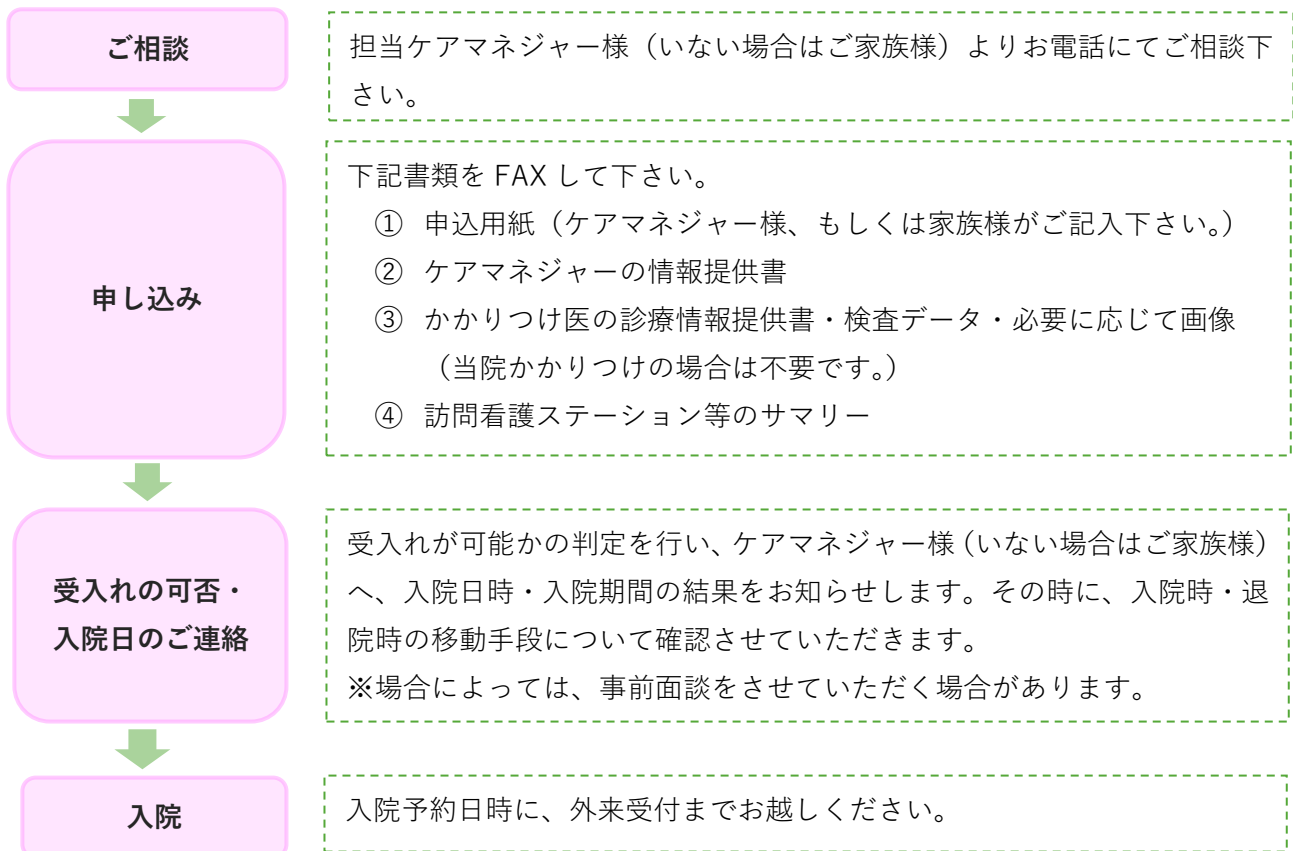 ご相談
担当ケアマネジャー様（いない場合はご家族様）よりお電話にてご相談下
さい。
申し込み
下記書類を FAX して下さい。
① 申込用紙（ケアマネジャー様、もしくは家族様がご記入下さい。）
② ケアマネジャーの情報提供書
③ かかりつけ医の診療情報提供書・検査データ・必要に応じて画像
（当院かかりつけの場合は不要です。）
④ 訪問看護ステーション等のサマリー
受入れの可否・
入院日のご連絡
受入れが可能かの判定を行い、ケアマネジャー様（いない場合はご家族様）
へ、入院日時・入院期間の結果をお知らせします。その時に、入院時・退
院時の移動手段について確認させていただきます。
※場合によっては、事前面談をさせていただく場合があります。
入院
入院予約日時に、外来受付までお越しください。